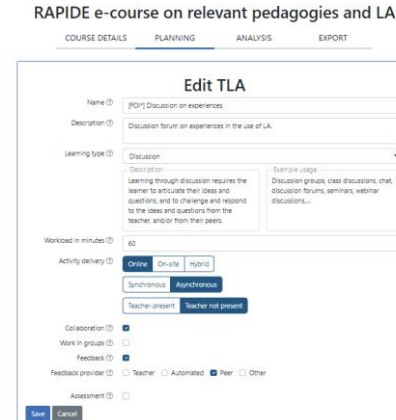 RAPIDE e-course on relevant pedagogies and LA
COURSE DETAILS PLANNING ANALYSIS EXPORT
Edit TLA
Name [FOI*] Discussion on experiences
Description Discussion forum on experiences in the use of LA.
Learning type Discussion
Description
Learning through discussion requires the
learner to articulate their ideas and
questions, and to challenge and respond
to the ideas and questions from the
teacher, and/or from their peers.
Example usage
Discussion groups, class discussions, chat,
discussion forums, seminars, webinar
discussions,...
Workload in minutes 60
Activity delivery Online On-site Hybrid
Synchronous Asynchronous
Teacher-present Teacher not present
Collaboration
Work in groups
Feedback
Feedback provider Teacher Automated Peer Other
Assessment
Save Cancel